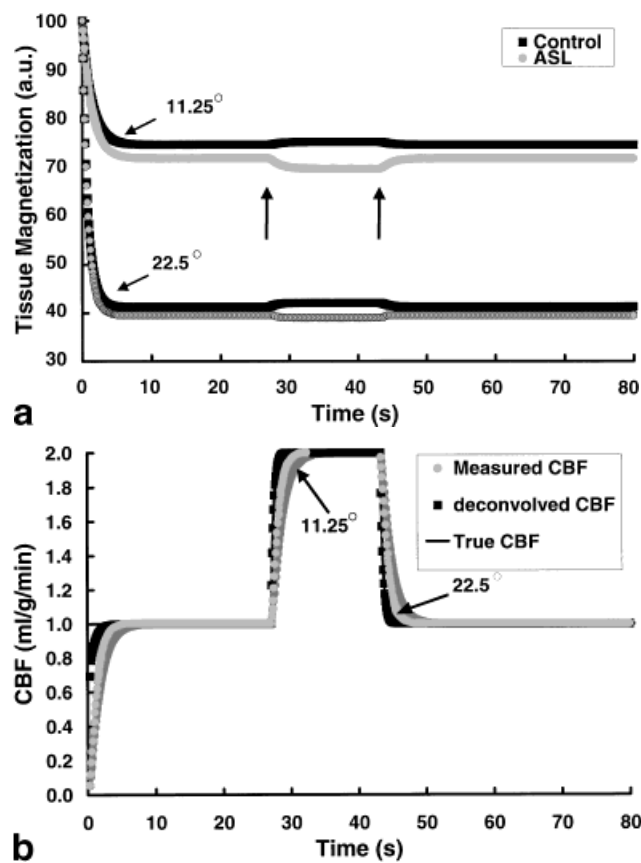 100
90
80
70
60
50
40
30
Tissue Magnetization (a.u.)
Control
ASL
11.25°
22.5°
0 10 20 30 40 50 60 70 80
Time (s)
a
2.0
1.8
1.6
1.4
1.2
1.0
0.8
0.6
0.4
0.2
0.0
CBF (ml/g/min)
Measured CBF
deconvolved CBF
True CBF
11.25°
22.5°
0 10 20 30 40 50 60 70 80
Time (s)
b